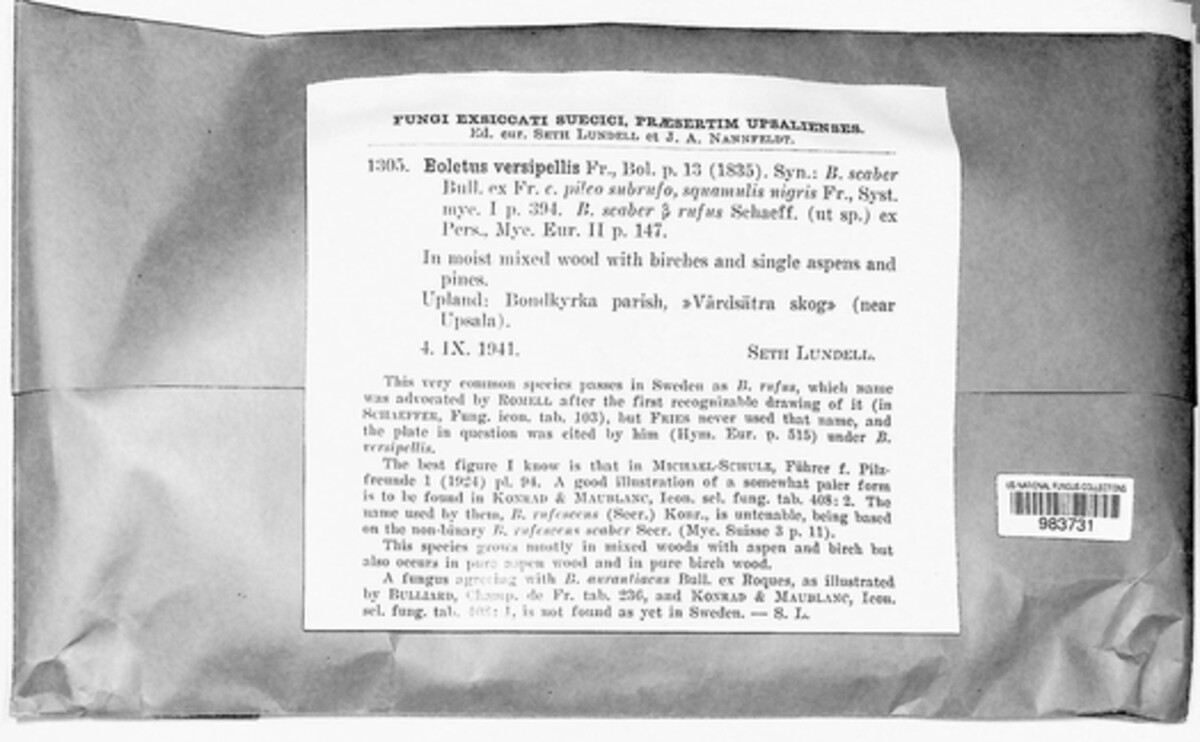 FUNGI EXSICCATI SUECICI, PRÆSERTIM UPSALIENSES.
Ed. cur. SETH LUNDELL et J. A. NANNFELDT.
1305. Boletus versipellis Fr., Bol. p. 13 (1835). Syn.: B. scaber
Bull. ex Fr. c. pileo subrufo, squamulis nigris Fr., Syst.
myc. I p. 394. B. scaber β rufus Schaeff. (ut sp.) ex
Pers., Myc. Eur. II p. 147.
In moist mixed wood with birches and single aspens and
pines.
Upland: Bondkyrka parish, »Vårdsätra skog» (near
Upsala).
4. IX. 1941. SETH LUNDELL.
This very common species passes in Sweden as B. rufus, which name
was advocated by ROMELL after the first recognizable drawing of it (in
SCHAEFFER, Fung. icon. tab. 103), but FRIES never used that name, and
the plate in question was cited by him (Hym. Eur. p. 515) under B.
versipellis.
The best figure I know is that in MICHAEL-SCHULZ, Führer f. Pilz-
freunde 1 (1924) pl. 94. A good illustration of a somewhat paler form
is to be found in KONRAD & MAUBLANC, Icon. sel. fung. tab. 408: 2. The
name used by them, B. rufescens (Secr.) Konr., is untenable, being based
on the non-binary B. rufescens scaber Secr. (Myc. Suisse 3 p. 11).
This species grows mostly in mixed woods with aspen and birch but
also occurs in pure aspen wood and in pure birch wood.
A fungus agreeing with B. aurantiacus Bull. ex Roques, as illustrated
by BULLIARD, Champ. de Fr. tab. 236, and KONRAD & MAUBLANC, Icon.
sel. fung. tab. 408: 1, is not found as yet in Sweden. — S. L.
US NATIONAL FUNGUS COLLECTIONS
983731